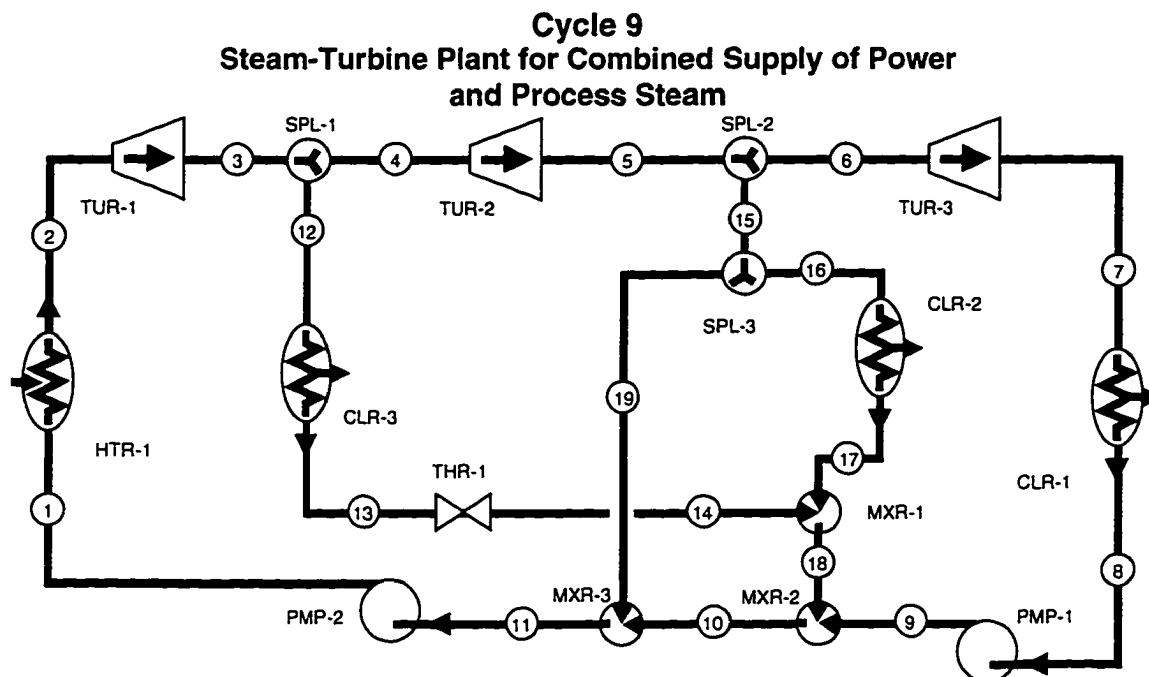 Cycle 9
Steam-Turbine Plant for Combined Supply of Power
and Process Steam
SPL-1
SPL-2
3
4
5
6
TUR-1
TUR-2
TUR-3
2
12
15
7
16
SPL-3
CLR-2
19
CLR-3
HTR-1
17
CLR-1
THR-1
1
13
14
MXR-1
18
8
MXR-3
MXR-2
PMP-2
11
10
9
PMP-1